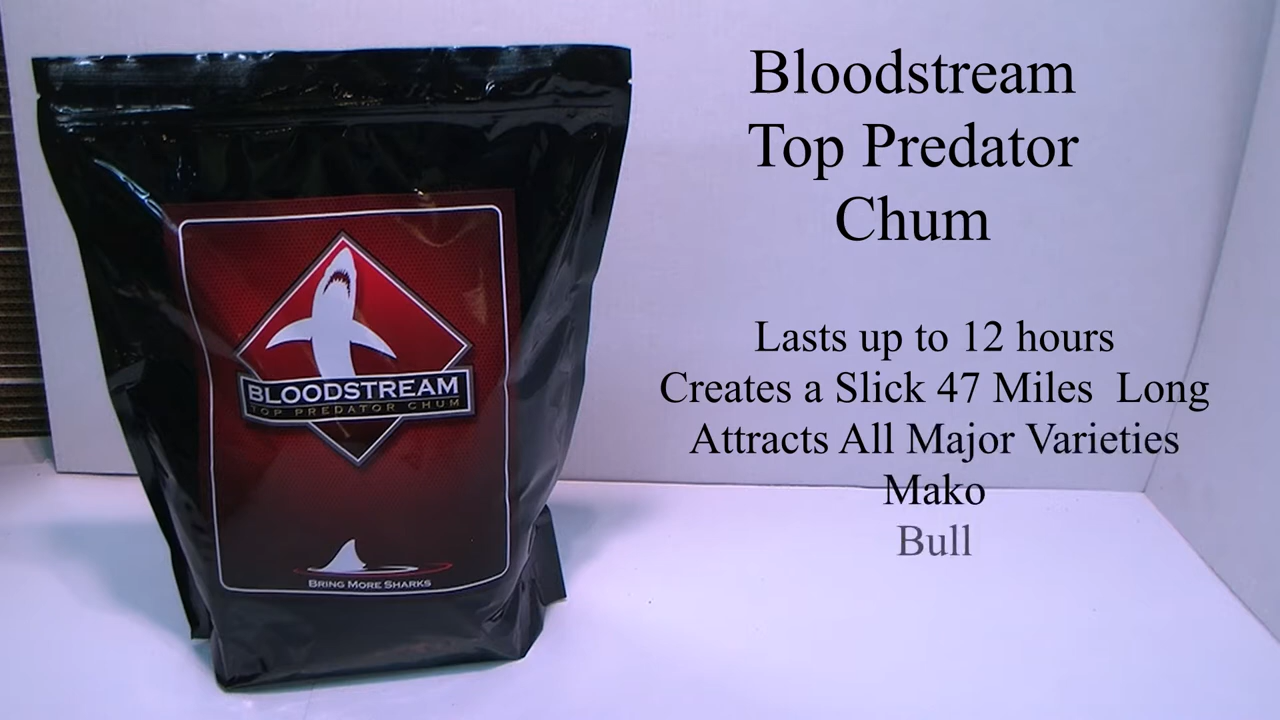 BLOODSTREAM
TOP PREDATOR CHUM
BRING MORE SHARKS
Bloodstream
Top Predator
Chum
Lasts up to 12 hours
Creates a Slick 47 Miles Long
Attracts All Major Varieties
Mako
Bull